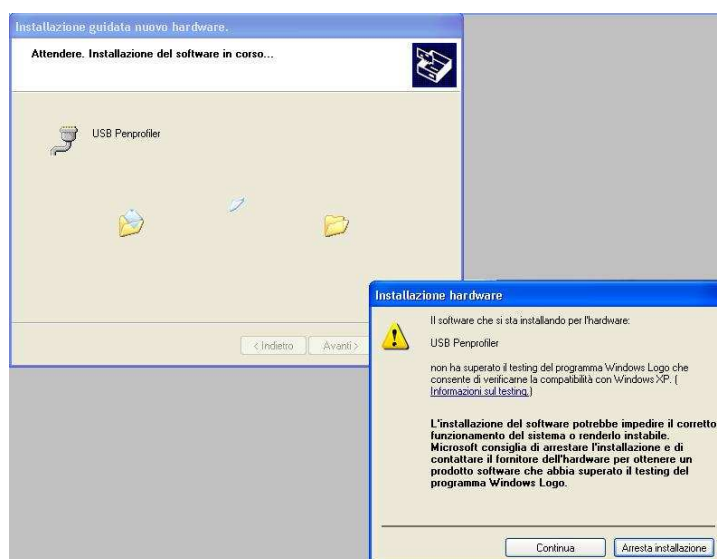 Installazione guidata nuovo hardware.
Attendere. Installazione del software in corso...
USB Penprofiler
< Indietro
Avanti >
Installazione hardware
Il software che si sta installando per l'hardware:
USB Penprofiler
non ha superato il testing del programma Windows Logo che
consente di verificarne la compatibilità con Windows XP. (
Informazioni sul testing.)
L'installazione del software potrebbe impedire il corretto
funzionamento del sistema o renderlo instabile.
Microsoft consiglia di arrestare l'installazione e di
contattare il fornitore dell'hardware per ottenere un
prodotto software che abbia superato il testing del
programma Windows Logo.
Continua
Arresta installazione